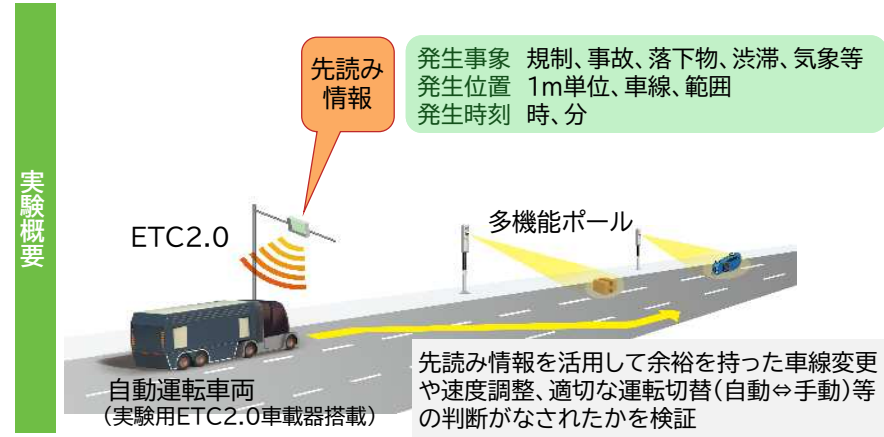 実験概要
先読み
情報
発生事象 規制、事故、落下物、渋滞、気象等
発生位置 1m単位、車線、範囲
発生時刻 時、分
ETC2.0
多機能ポール
自動運転車両
（実験用ETC2.0車載器搭載）
先読み情報を活用して余裕を持った車線変更
や速度調整、適切な運転切替（自動⇔手動）等
の判断がなされたかを検証